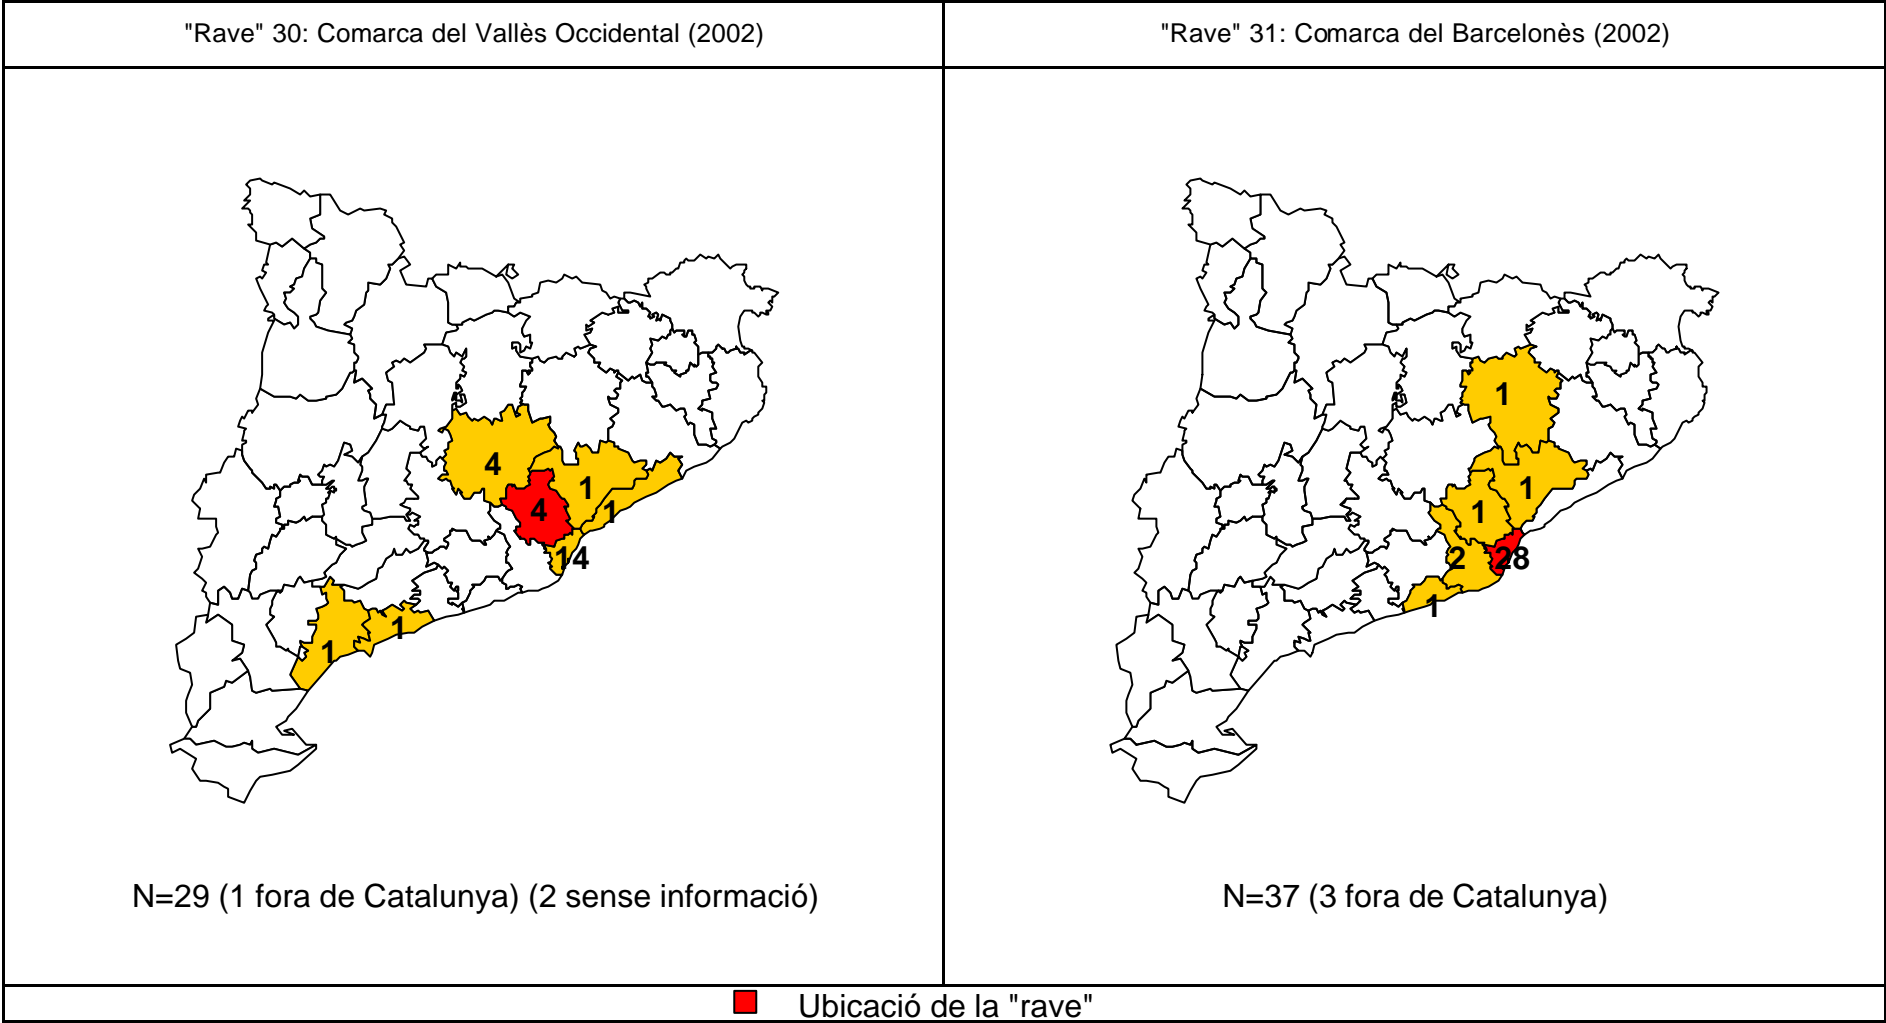 "Rave" 30: Comarca del Vallès Occidental (2002)
"Rave" 31: Comarca del Barcelonès (2002)
4
1
4
1
14
1
1
1
1
1
2
28
1
N=29 (1 fora de Catalunya) (2 sense informació)
N=37 (3 fora de Catalunya)
Ubicació de la "rave"